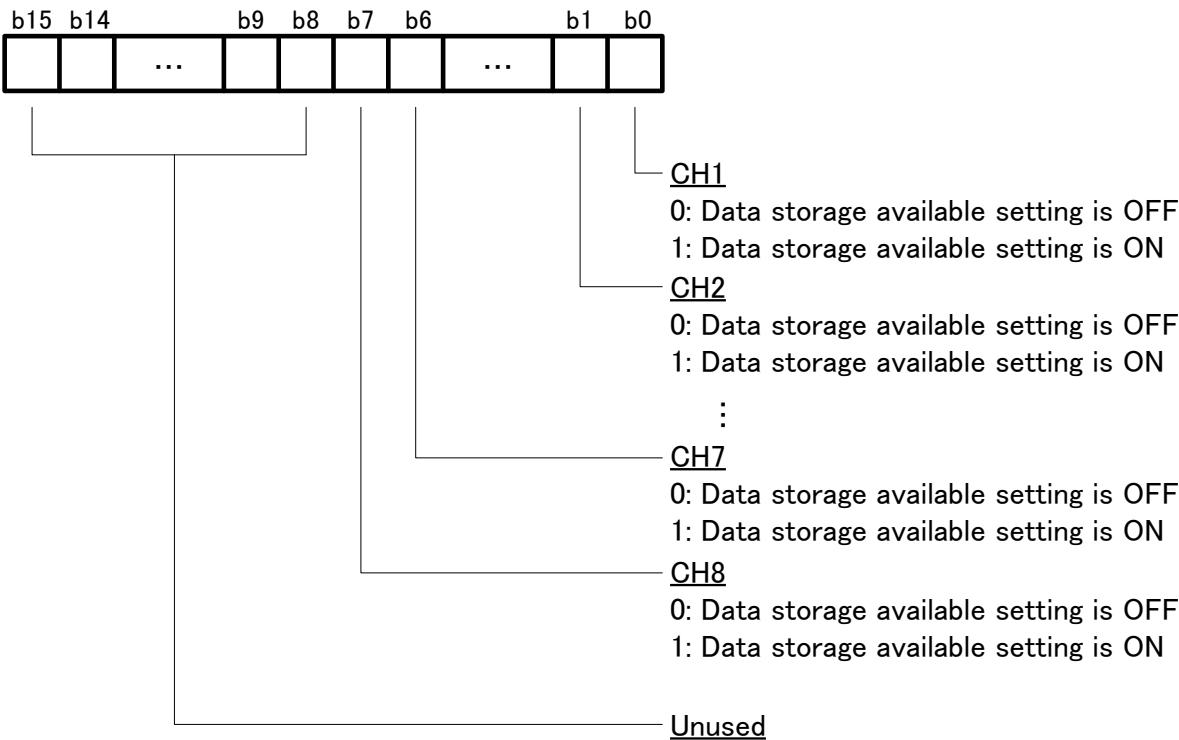 b15 b14 b9 b8 b7 b6 b1 b0
... ...
CH1
0: Data storage available setting is OFF
1: Data storage available setting is ON
CH2
0: Data storage available setting is OFF
1: Data storage available setting is ON
⋮
CH7
0: Data storage available setting is OFF
1: Data storage available setting is ON
CH8
0: Data storage available setting is OFF
1: Data storage available setting is ON
Unused